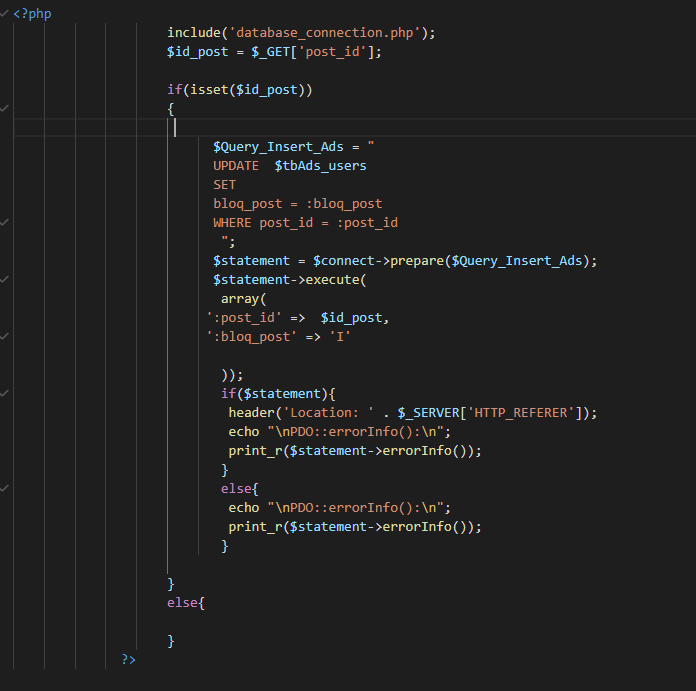 <?php
include('database_connection.php');
$id_post = $_GET['post_id'];
if(isset($id_post))
{
$Query_Insert_Ads = "
UPDATE  $tbAds_users
SET
bloq_post = :bloq_post
WHERE post_id = :post_id
";
$statement = $connect->prepare($Query_Insert_Ads);
$statement->execute(
array(
':post_id' =>  $id_post,
':bloq_post' => 'I'
));
if($statement){
header('Location: ' . $_SERVER['HTTP_REFERER']);
echo "\nPDO::errorInfo():\n";
print_r($statement->errorInfo());
}
else{
echo "\nPDO::errorInfo():\n";
print_r($statement->errorInfo());
}
}
else{
}
?>